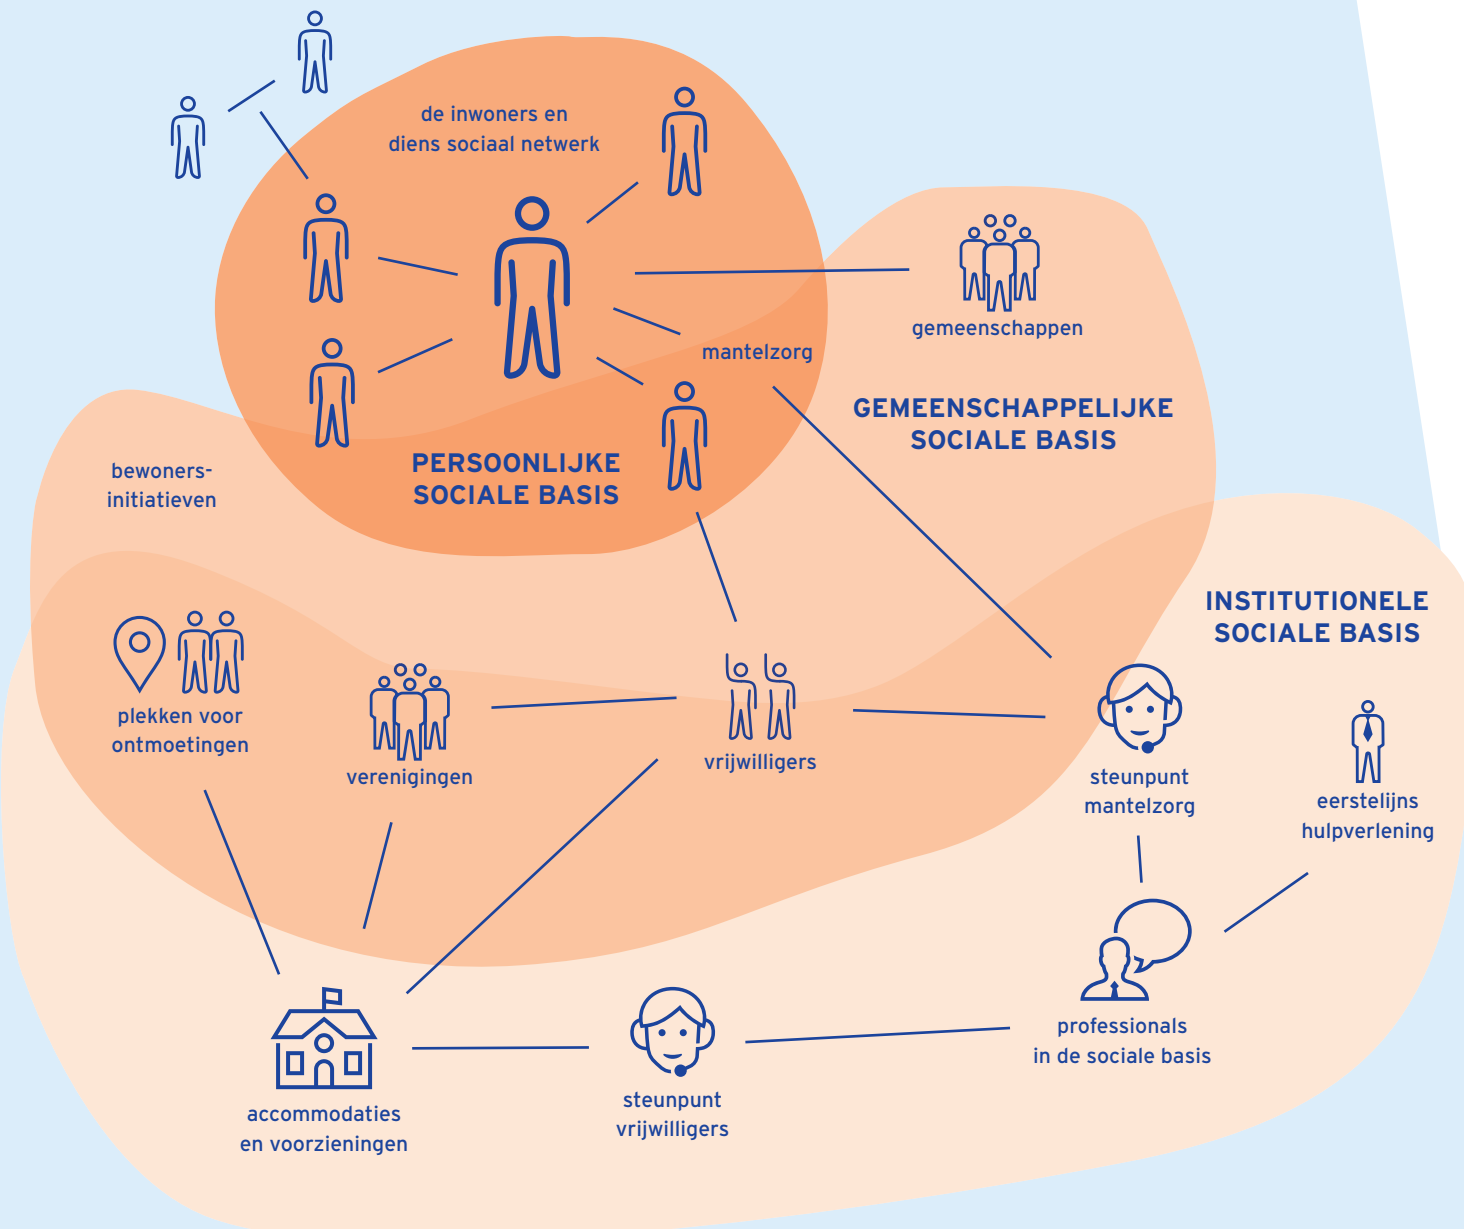 de inwoners en
diens sociaal netwerk
gemeenschappen
mantelzorg
GEMEENSCHAPPELIJKE
SOCIALE BASIS
PERSOONLIJKE
SOCIALE BASIS
bewoners-
initiatieven
INSTITUTIONELE
SOCIALE BASIS
plekken voor
ontmoetingen
verenigingen
vrijwilligers
steunpunt
mantelzorg
eerstelijns
hulpverlening
professionals
in de sociale basis
accommodaties
en voorzieningen
steunpunt
vrijwilligers